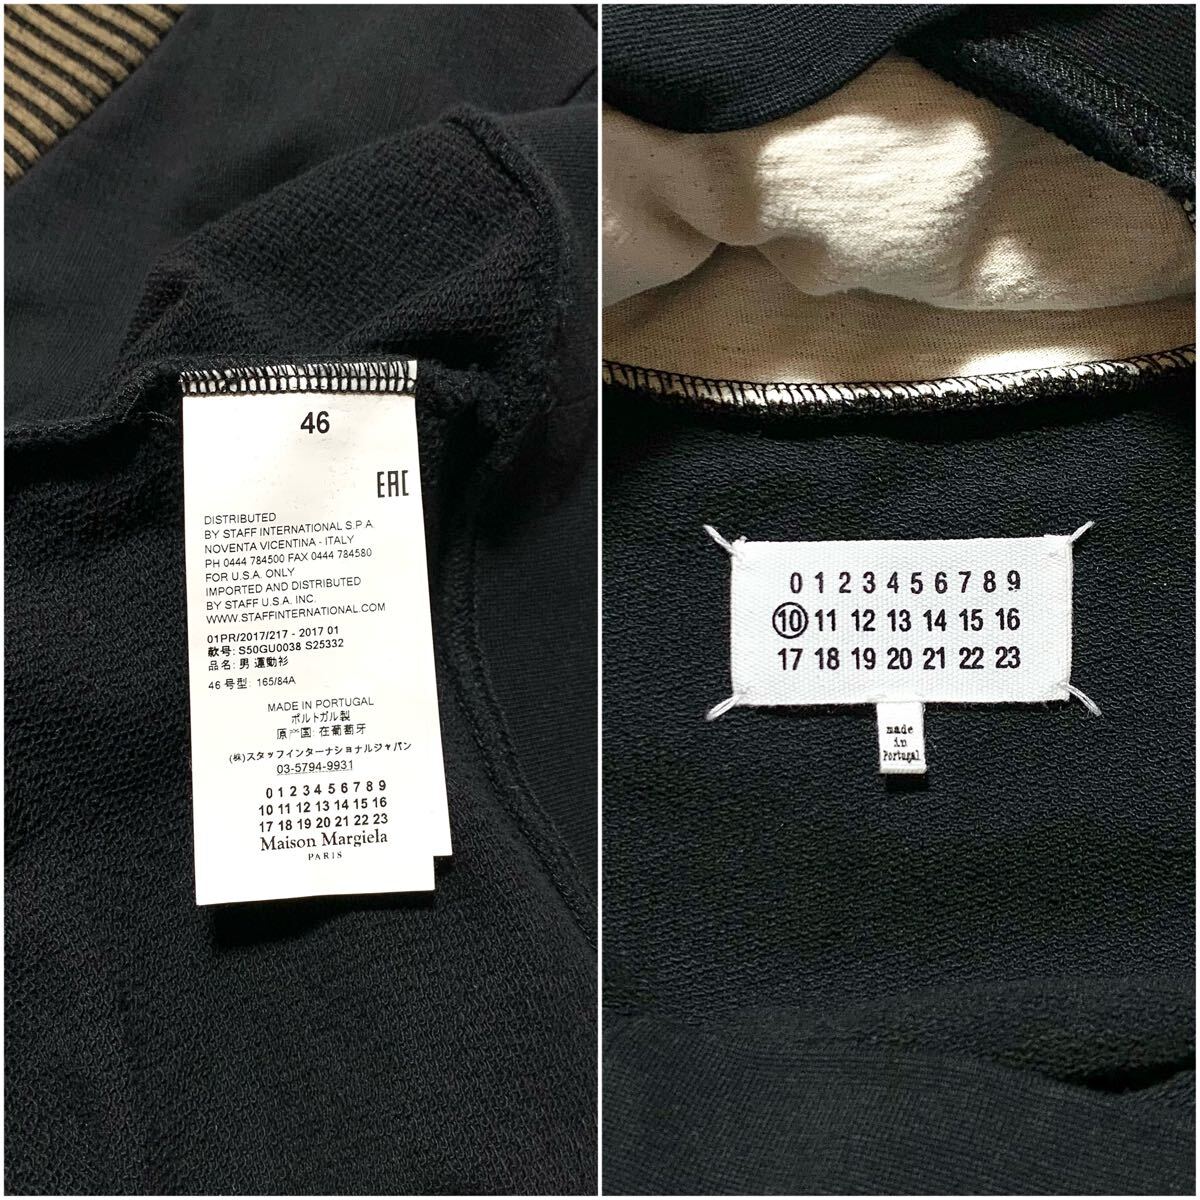 46
EAC
DISTRIBUTED
BY STAFF INTERNATIONAL S.P.A.
NOVENTA VICENTINA - ITALY
PH 0444 784500 FAX 0444 784580
FOR U.S.A. ONLY
IMPORTED AND DISTRIBUTED
BY STAFF U.S.A. INC.
WWW.STAFFINTERNATIONAL.COM
01PR/2017/217 - 2017 01
款号: S50GU0038 S25332
品名: 男 運動衫
46 号型: 165/84A
MADE IN PORTUGAL
ポルトガル製
原产国: 在葡萄牙
(株)スタッフインターナショナルジャパン
03-5794-9931
0 1 2 3 4 5 6 7 8 9
10 11 12 13 14 15 16
17 18 19 20 21 22 23
Maison Margiela
PARIS
0 1 2 3 4 5 6 7 8 9
10 11 12 13 14 15 16
17 18 19 20 21 22 23
made
in
Portugal